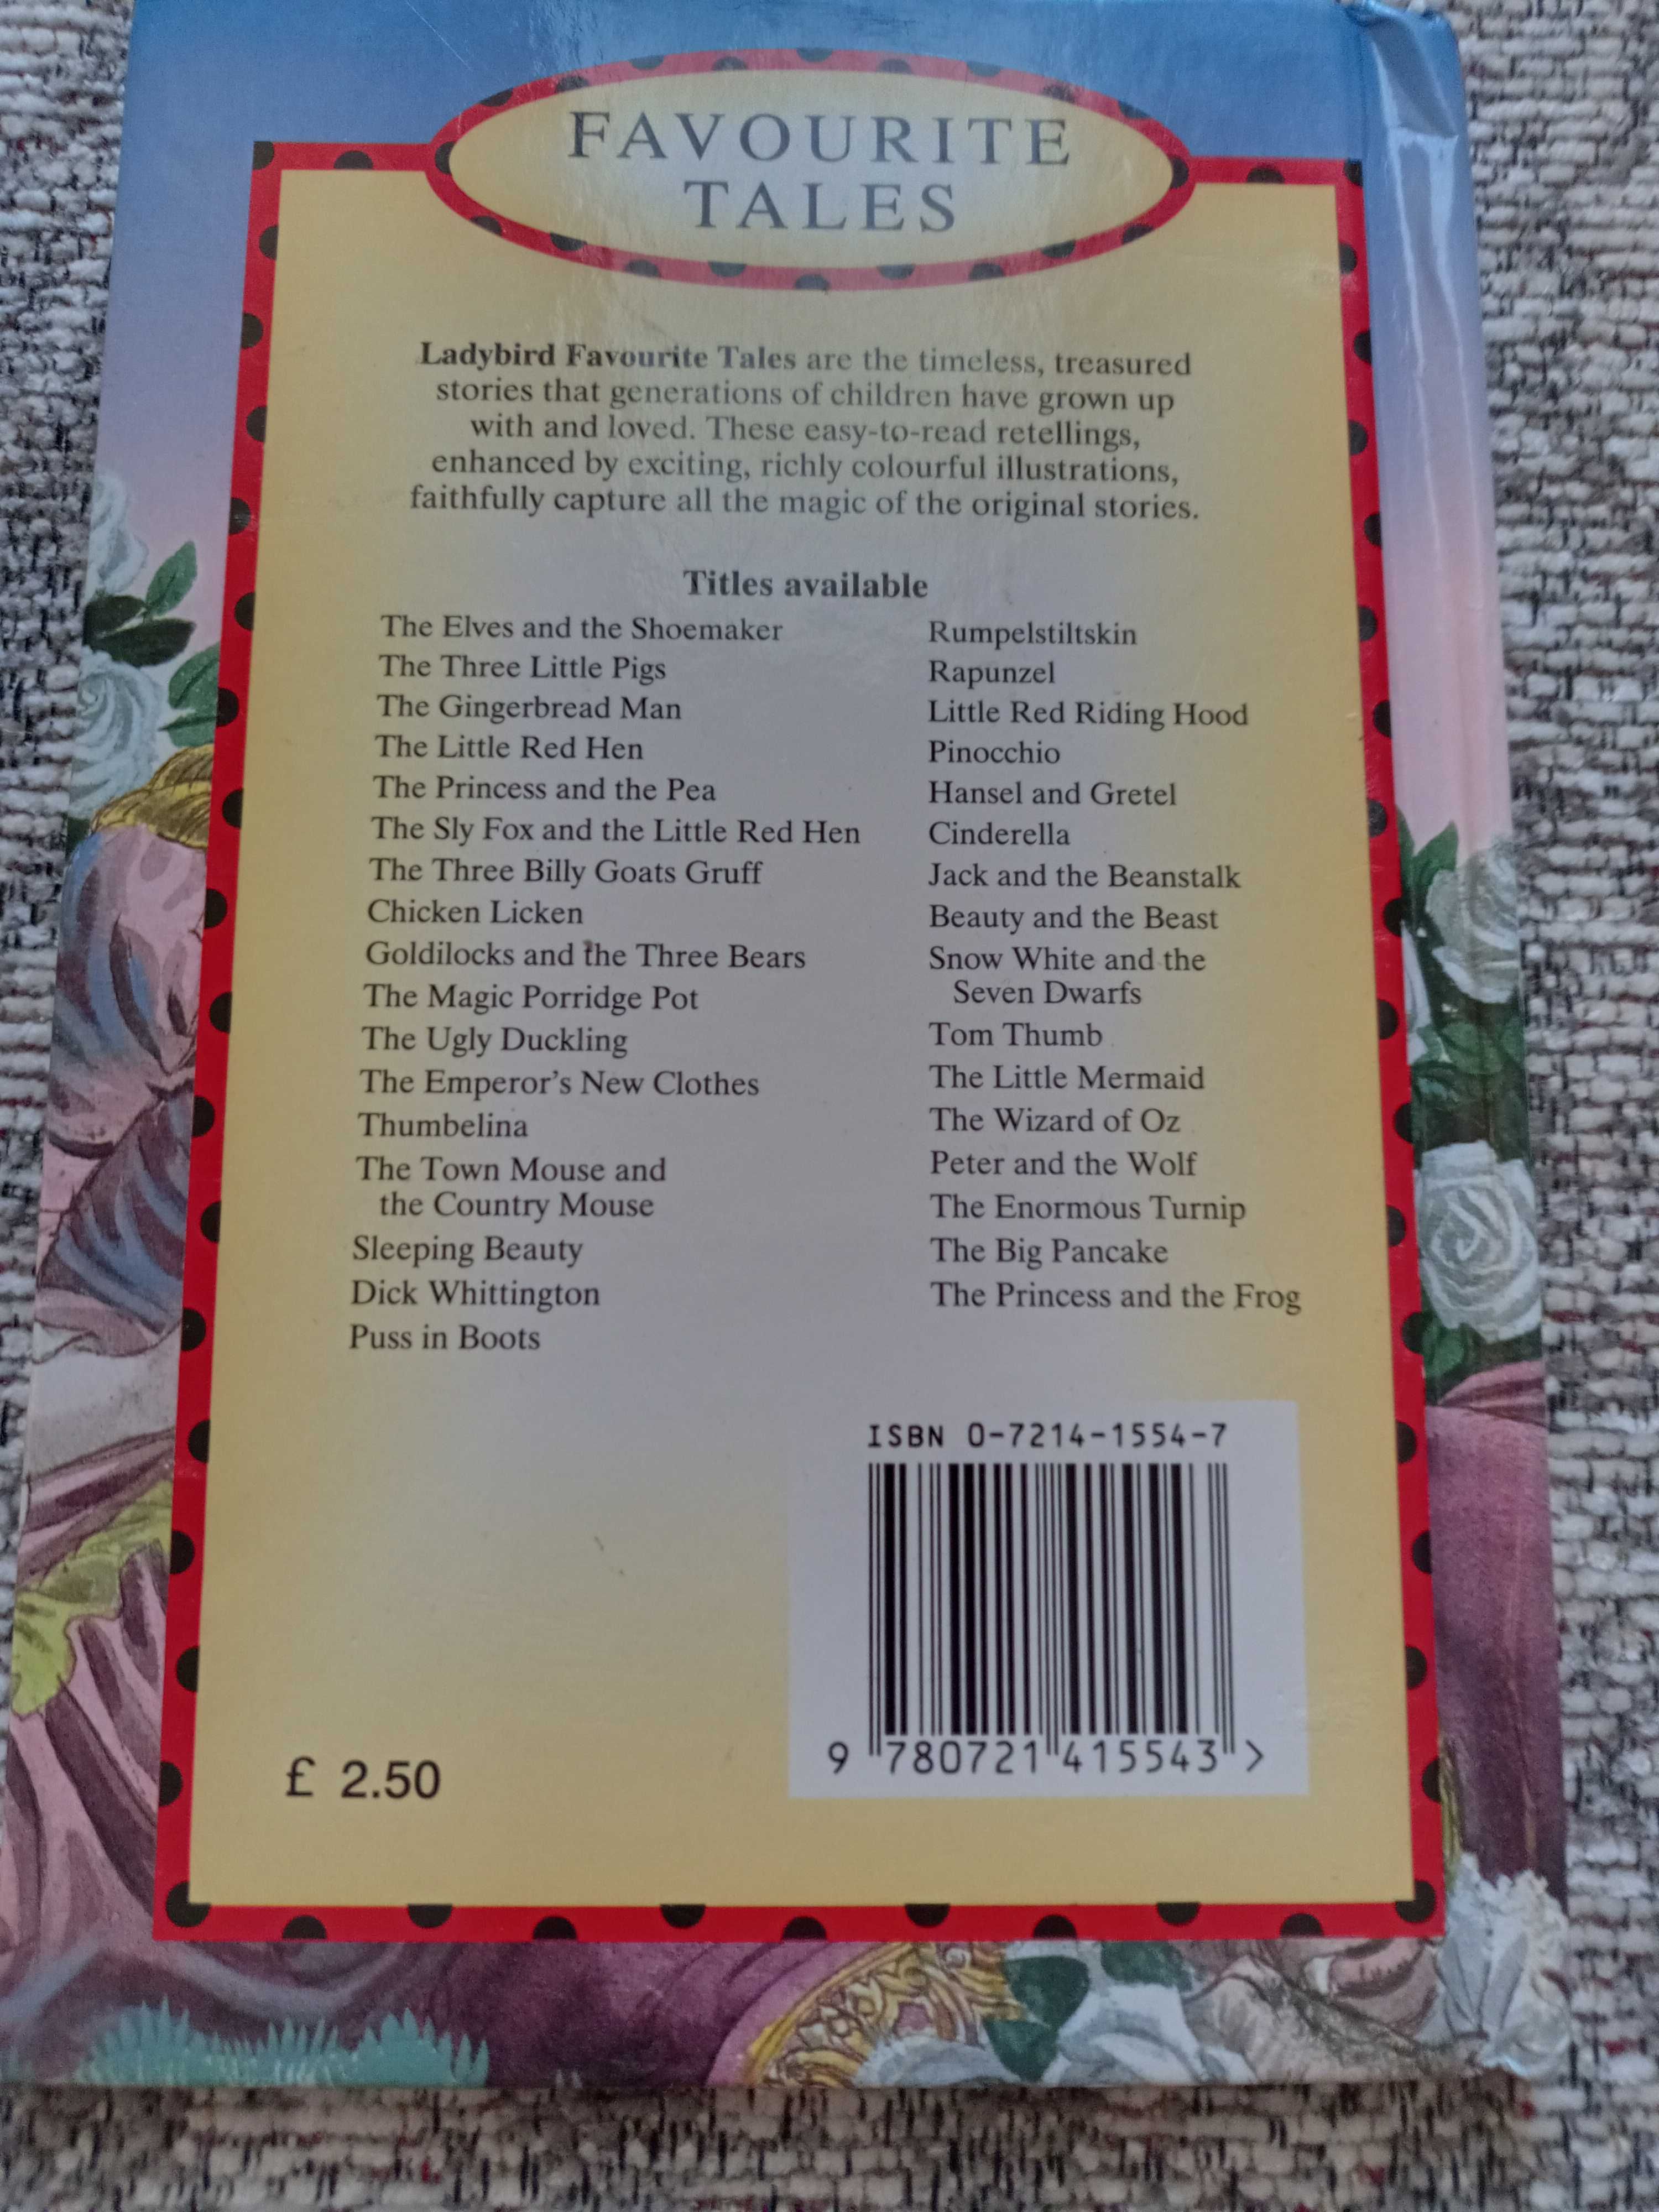 FAVOURITE
TALES
Ladybird Favourite Tales are the timeless, treasured
stories that generations of children have grown up
with and loved. These easy-to-read retellings,
enhanced by exciting, richly colourful illustrations,
faithfully capture all the magic of the original stories.
Titles available
The Elves and the Shoemaker
The Three Little Pigs
The Gingerbread Man
The Little Red Hen
The Princess and the Pea
The Sly Fox and the Little Red Hen
The Three Billy Goats Gruff
Chicken Licken
Goldilocks and the Three Bears
The Magic Porridge Pot
The Ugly Duckling
The Emperor's New Clothes
Thumbelina
The Town Mouse and
the Country Mouse
Sleeping Beauty
Dick Whittington
Puss in Boots
Rumpelstiltskin
Rapunzel
Little Red Riding Hood
Pinocchio
Hansel and Gretel
Cinderella
Jack and the Beanstalk
Beauty and the Beast
Snow White and the
Seven Dwarfs
Tom Thumb
The Little Mermaid
The Wizard of Oz
Peter and the Wolf
The Enormous Turnip
The Big Pancake
The Princess and the Frog
ISBN 0-7214-1554-7
9 780721 415543 >
£ 2.50